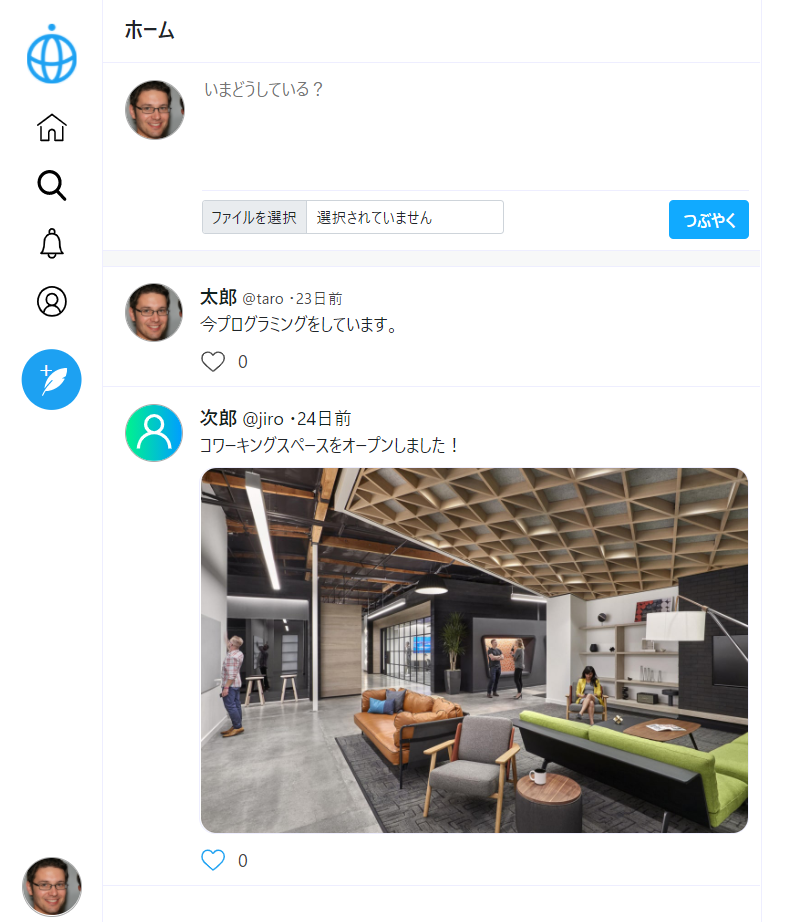 ホーム
いまどうしている？
ファイルを選択 選択されていません
つぶやく
太郎 @taro ・23日前
今プログラミングをしています。
0
次郎 @jiro ・24日前
コワーキングスペースをオープンしました！
0